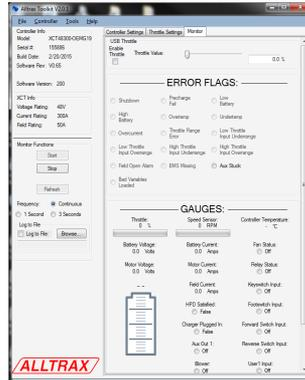 Alltrax Toolkit V2.0.1
File Controller Tools Help
Controller Info
Model: XCT48300-OEMG19
Serial #: 155086
Build Date: 2/20/2015
Firmware Rev: V0.65
Software Version: 200
XCT Info
Voltage Rating: 48V
Current Rating: 300A
Field Rating: 50A
Monitor Functions
Start
Stop
Refresh
Frequency: Continuous
1 Second 3 Seconds
Log to File
Log to File: Browse...
ALLTRAX
Controller Settings Throttle Settings Monitor
USB Throttle
Enable Throttle Throttle Value:
0.0 %
ERROR FLAGS:
Shutdown Precharge Fail Low Battery
High Battery Overtemp Undertemp
Overcurrent Throttle Range Error Low Throttle Input Underrange
Low Throttle Input Overrange High Throttle Input Underrange High Throttle Input Overrange
Field Open Alarm BMS Missing Aux Stuck
Bad Variables Loaded
GAUGES:
Throttle: Speed Sensor: Controller Temperature:
0 % 0 RPM - °C
Battery Voltage: Battery Current: Fan Status:
0.0 Volts 0.0 Amps Off
Motor Voltage: Motor Current: Relay Status:
0.0 Volts 0.0 Amps Off
Field Current: Keyswitch Input:
0.0 Amps Off
HPD Satisfied: Footswitch Input:
False Off
Charger Plugged In: Forward Switch Input:
False Off
Aux Out 1: Reverse Switch Input:
Off Off
Blower: User1 Input:
Off Off